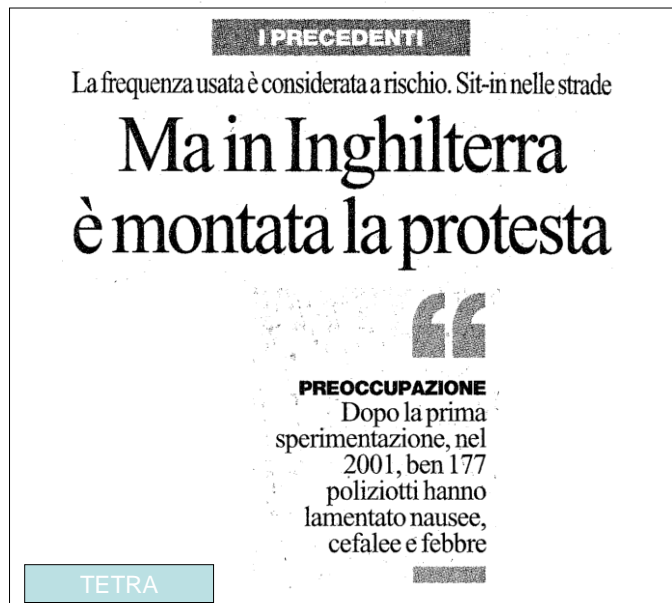 I PRECEDENTI
La frequenza usata è considerata a rischio. Sit-in nelle strade
Ma in Inghilterra
è montata la protesta
“
PREOCCUPAZIONE
Dopo la prima
sperimentazione, nel
2001, ben 177
poliziotti hanno
lamentato nausee,
cefalee e febbre
TETRA